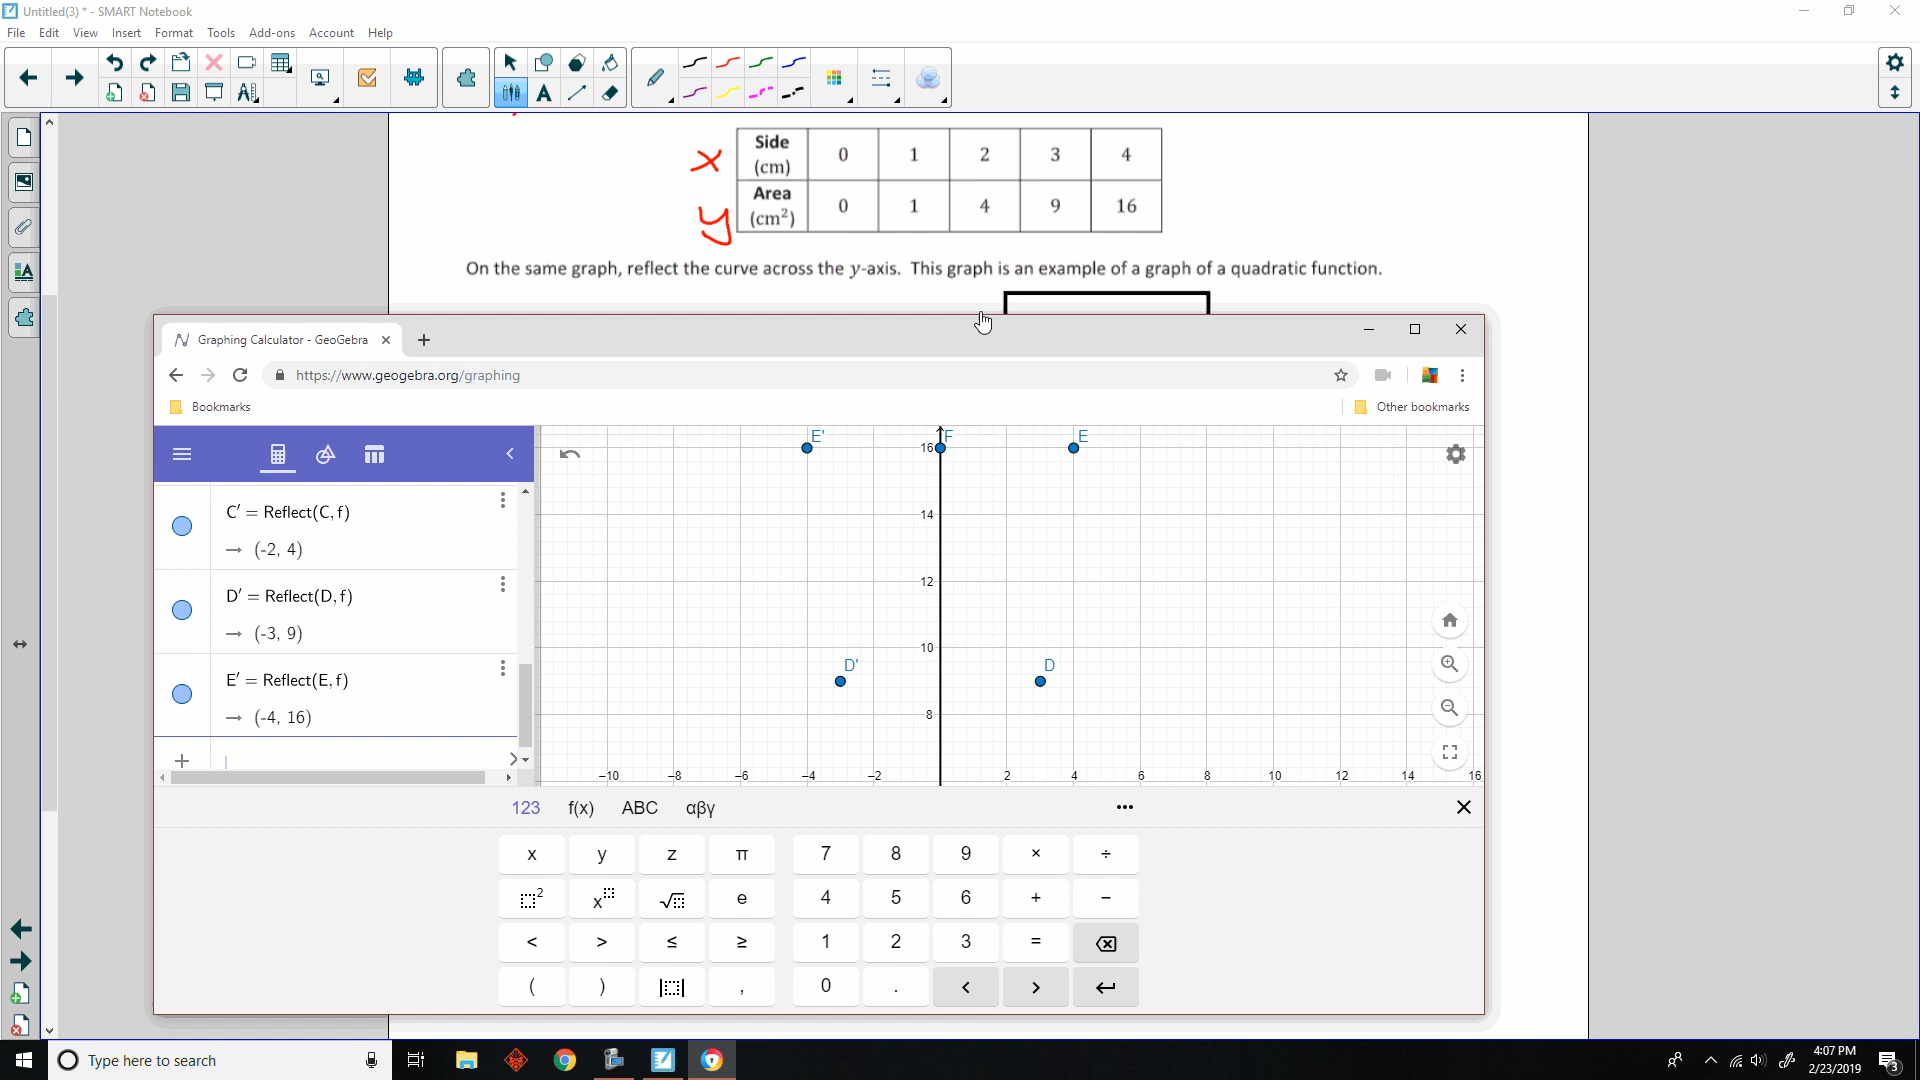 Untitled(3) * - SMART Notebook
File Edit View Insert Format Tools Add-ons Account Help
x Side (cm) 0 1 2 3 4
y Area (cm²) 0 1 4 9 16
On the same graph, reflect the curve across the y-axis. This graph is an example of a graph of a quadratic function.
Graphing Calculator - GeoGebra
https://www.geogebra.org/graphing
Bookmarks Other bookmarks
C′ = Reflect(C, f)
→ (-2, 4)
D′ = Reflect(D, f)
→ (-3, 9)
E′ = Reflect(E, f)
→ (-4, 16)
E' F E
16
14
12
10
D' D
8
−10 −8 −6 −4 −2 2 4 6 8 10 12 14 16
123 f(x) ABC αβγ
x y z π 7 8 9 × ÷
2 x √ e 4 5 6 + −
< > ≤ ≥ 1 2 3 =
( ) | | , 0 . < >
Type here to search
4:07 PM
2/23/2019
3